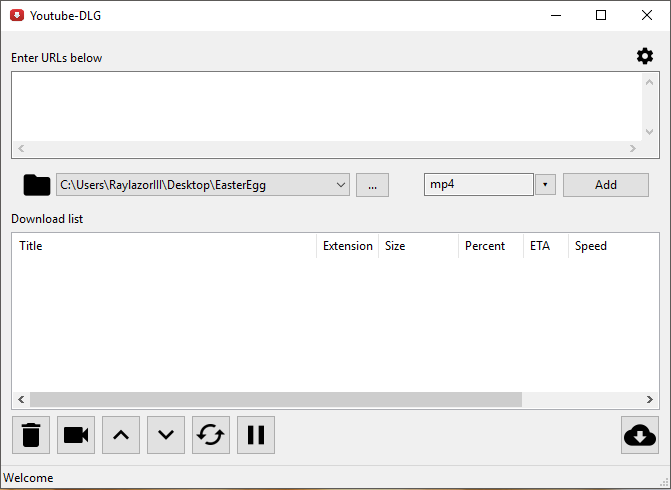 Youtube-DLG
Enter URLs below
C:\Users\RaylazorIII\Desktop\EasterEgg ... mp4 Add
Download list
Title Extension Size Percent ETA Speed
Welcome